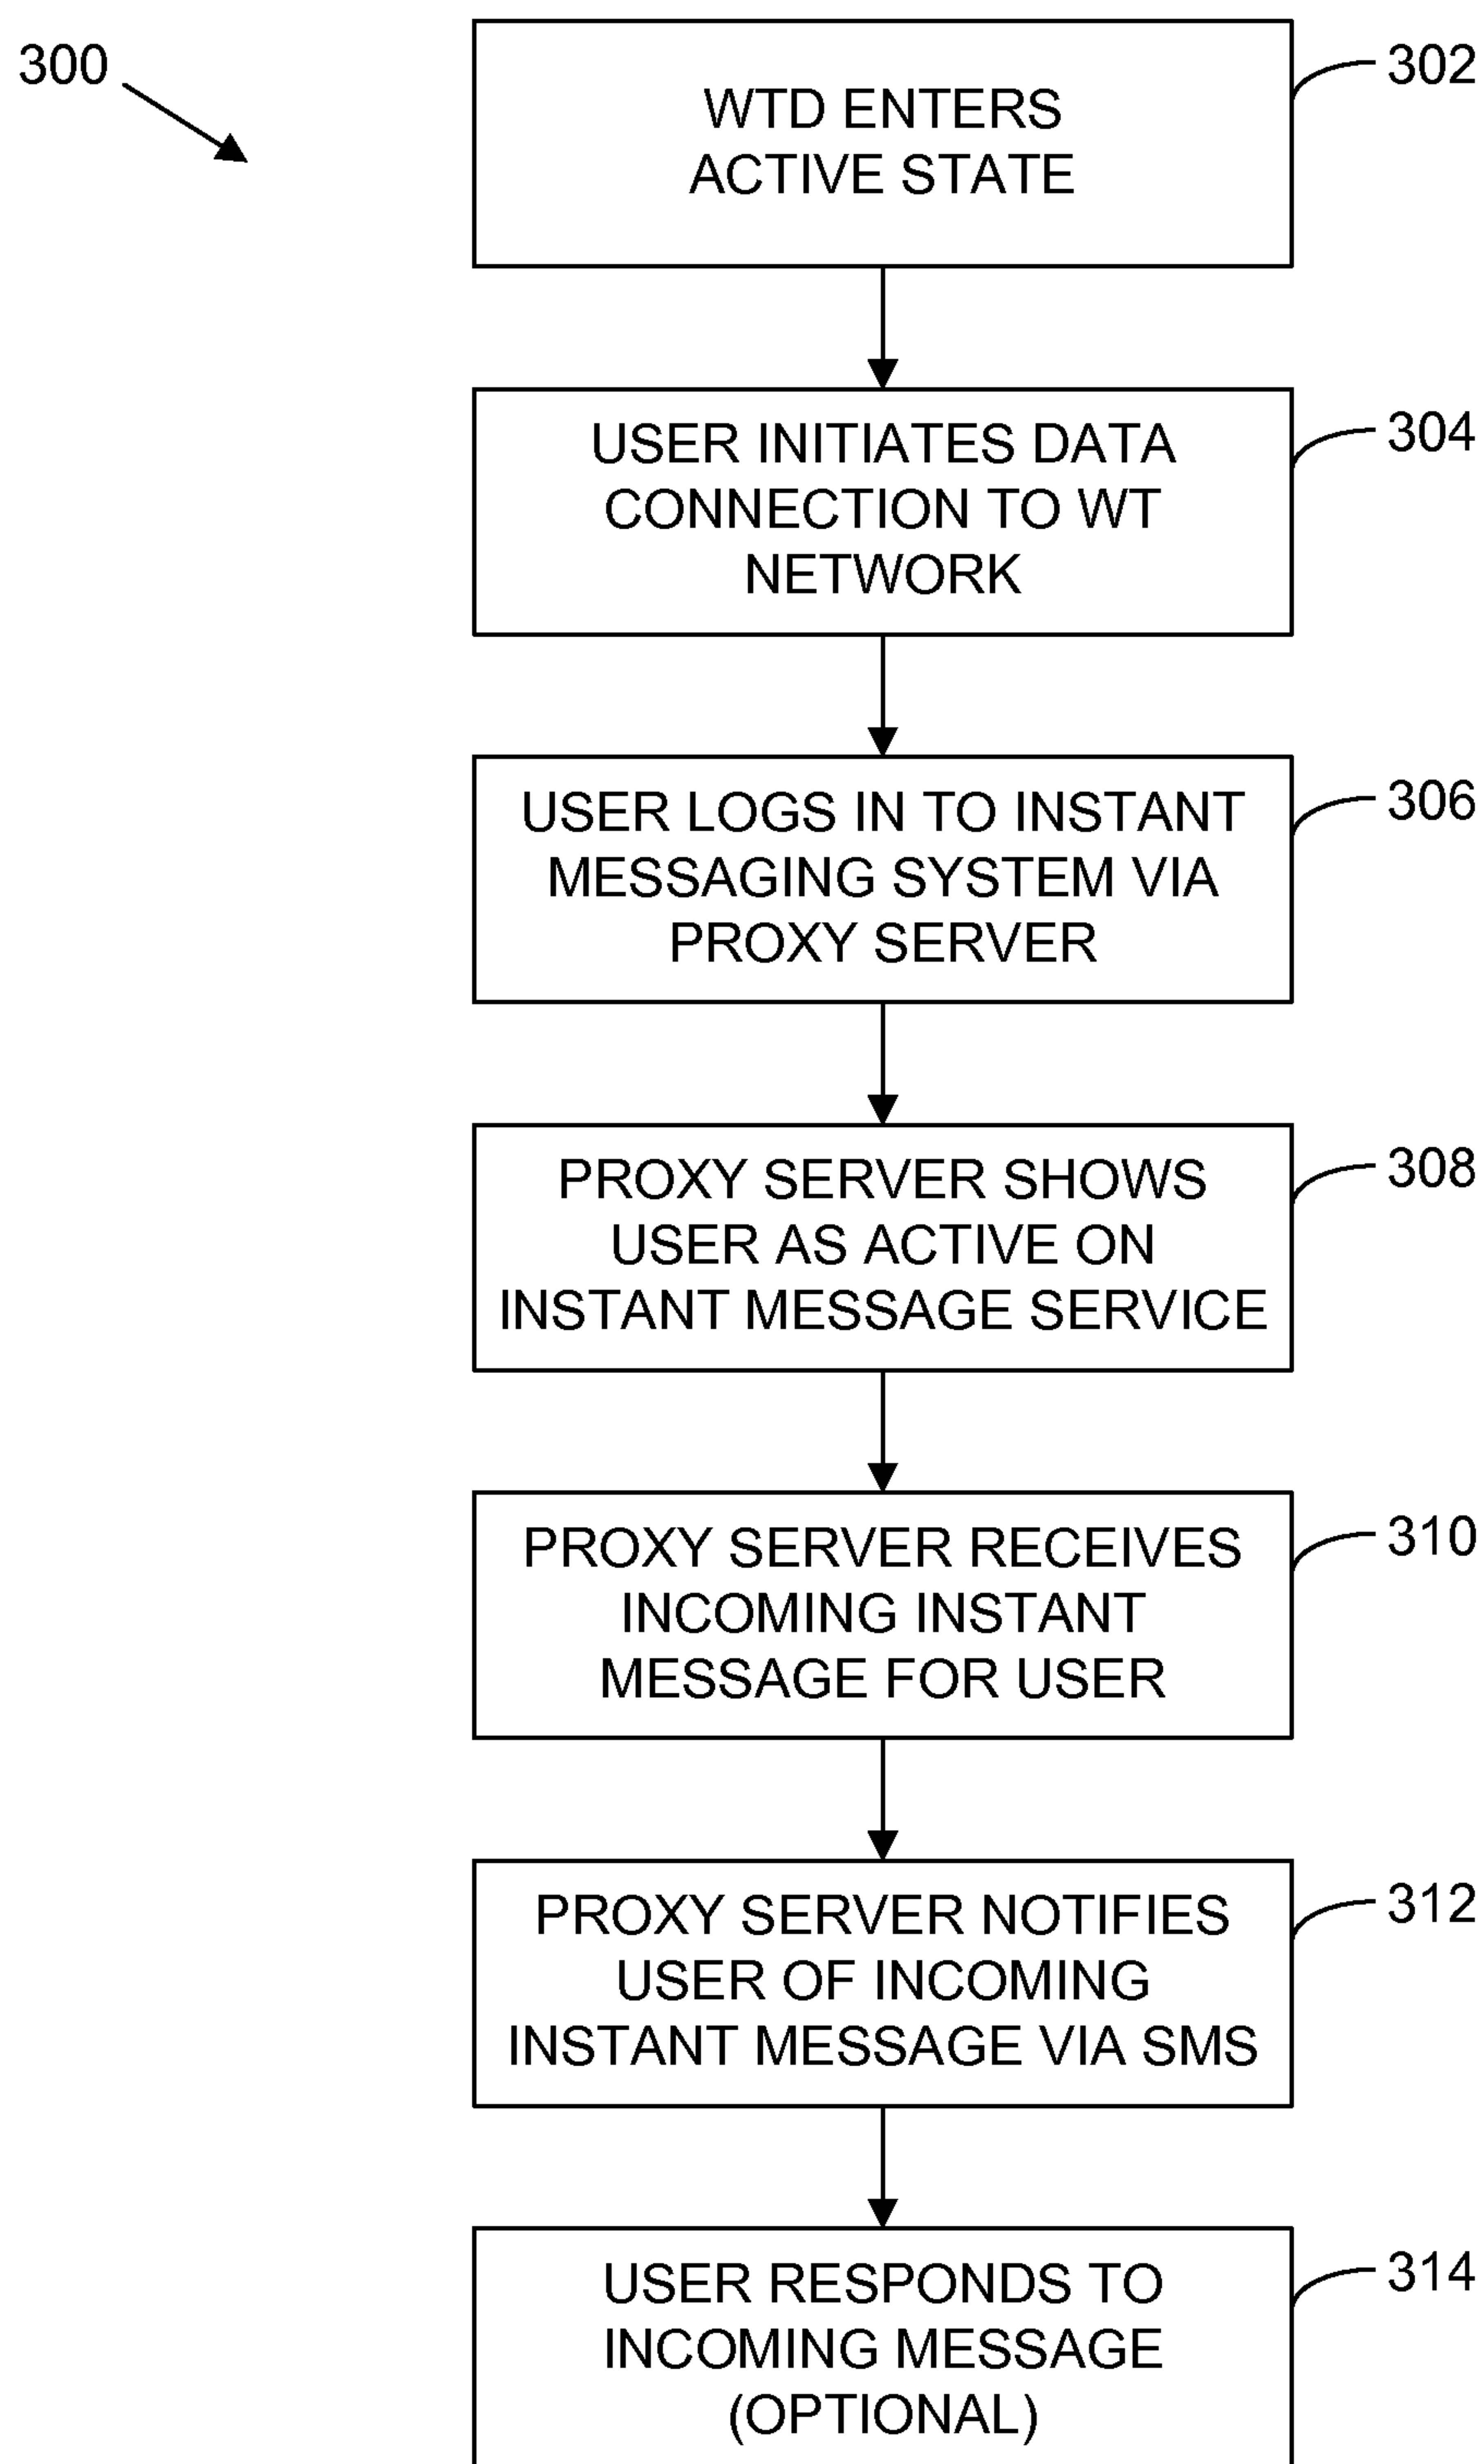 300
302
WTD ENTERS
ACTIVE STATE
304
USER INITIATES DATA
CONNECTION TO WT
NETWORK
306
USER LOGS IN TO INSTANT
MESSAGING SYSTEM VIA
PROXY SERVER
308
PROXY SERVER SHOWS
USER AS ACTIVE ON
INSTANT MESSAGE SERVICE
310
PROXY SERVER RECEIVES
INCOMING INSTANT
MESSAGE FOR USER
312
PROXY SERVER NOTIFIES
USER OF INCOMING
INSTANT MESSAGE VIA SMS
314
USER RESPONDS TO
INCOMING MESSAGE
(OPTIONAL)